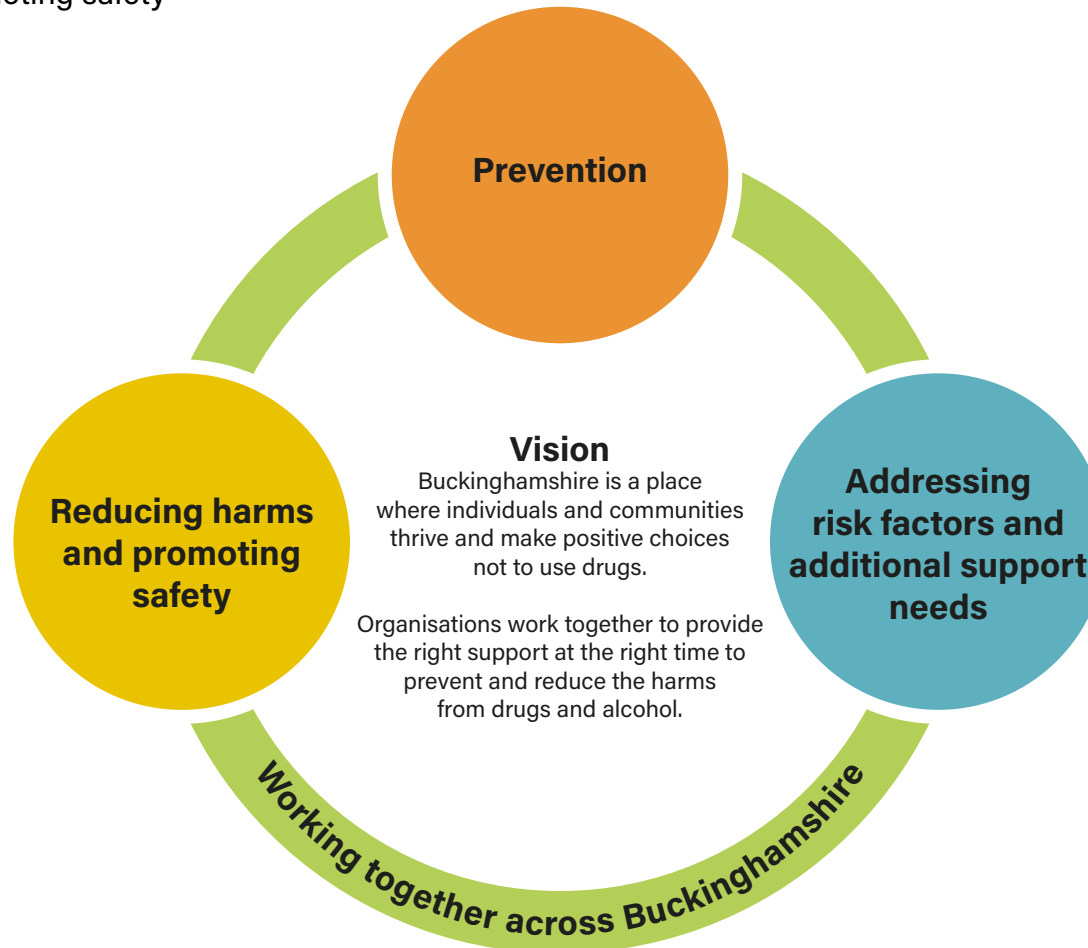 oting safety
Prevention
Reducing harms
and promoting
safety
Vision
Buckinghamshire is a place
where individuals and communities
thrive and make positive choices
not to use drugs.
Organisations work together to provide
the right support at the right time to
prevent and reduce the harms
from drugs and alcohol.
Addressing
risk factors and
additional support
needs
Working together across Buckinghamshire